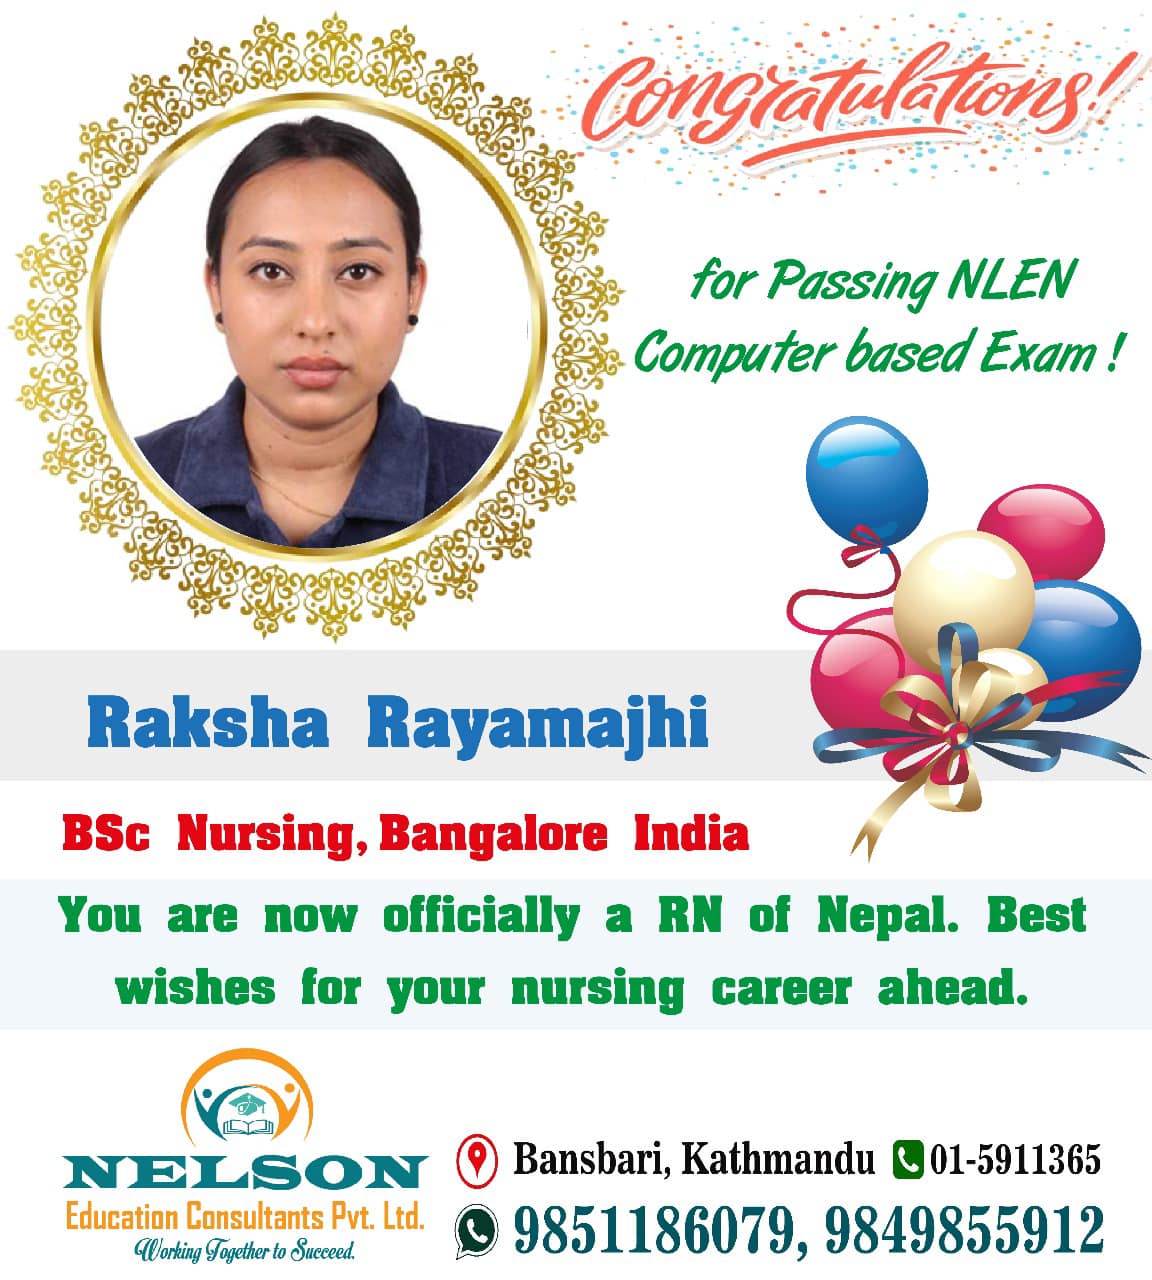 Congratulations!
for Passing NLEN
Computer based Exam !
Raksha Rayamajhi
BSc Nursing, Bangalore India
You are now officially a RN of Nepal. Best
wishes for your nursing career ahead.
NELSON
Education Consultants Pvt. Ltd.
Working Together to Succeed.
Bansbari, Kathmandu 01-5911365
9851186079, 9849855912